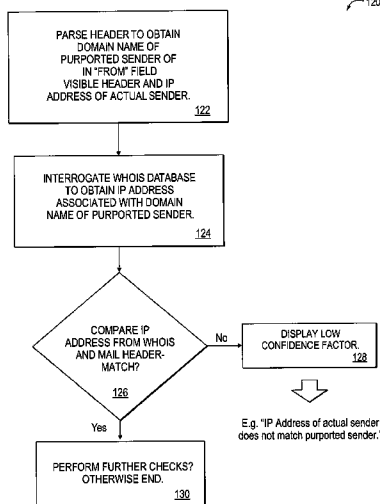 120
PARSE HEADER TO OBTAIN
DOMAIN NAME OF
PURPORTED SENDER OF
IN "FROM" FIELD
VISIBLE HEADER AND IP
ADDRESS OF ACTUAL SENDER.
122
INTERROGATE WHOIS DATABASE
TO OBTAIN IP ADDRESS
ASSOCIATED WITH DOMAIN
NAME OF PURPORTED SENDER.
124
COMPARE IP
ADDRESS FROM WHOIS
AND MAIL HEADER-
MATCH?
126
No
DISPLAY LOW
CONFIDENCE FACTOR.
128
E.g. "IP Address of actual sender
does not match purported sender."
Yes
PERFORM FURTHER CHECKS?
OTHERWISE END.
130